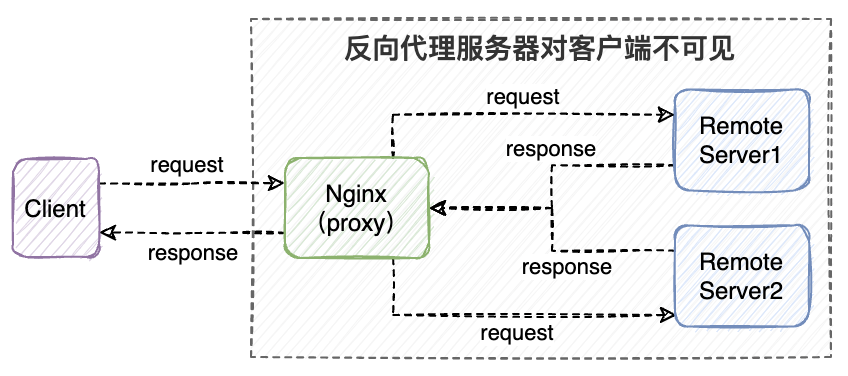 反向代理服务器对客户端不可见
request
Remote
Server1
response
request
Client
Nginx
（proxy）
response
response
Remote
Server2
request